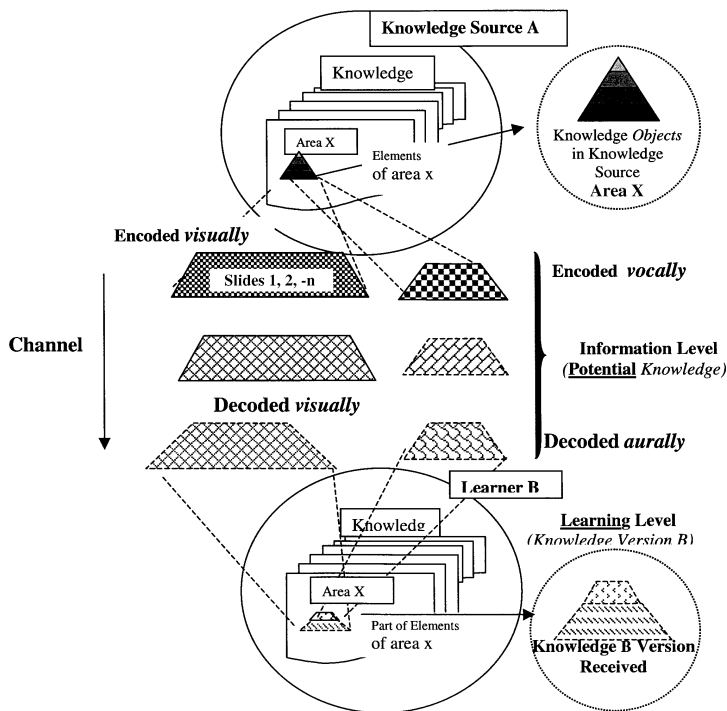 Knowledge Source A
Knowledge
Area X
Elements
of area x
Knowledge Objects
in Knowledge
Source
Area X
Encoded visually
Slides 1, 2, -n
Encoded vocally
Channel
Information Level
(Potential Knowledge)
Decoded visually
Decoded aurally
Learner B
Knowledg
Learning Level
(Knowledge Version B)
Area X
Part of Elements
of area x
Knowledge B Version
Received